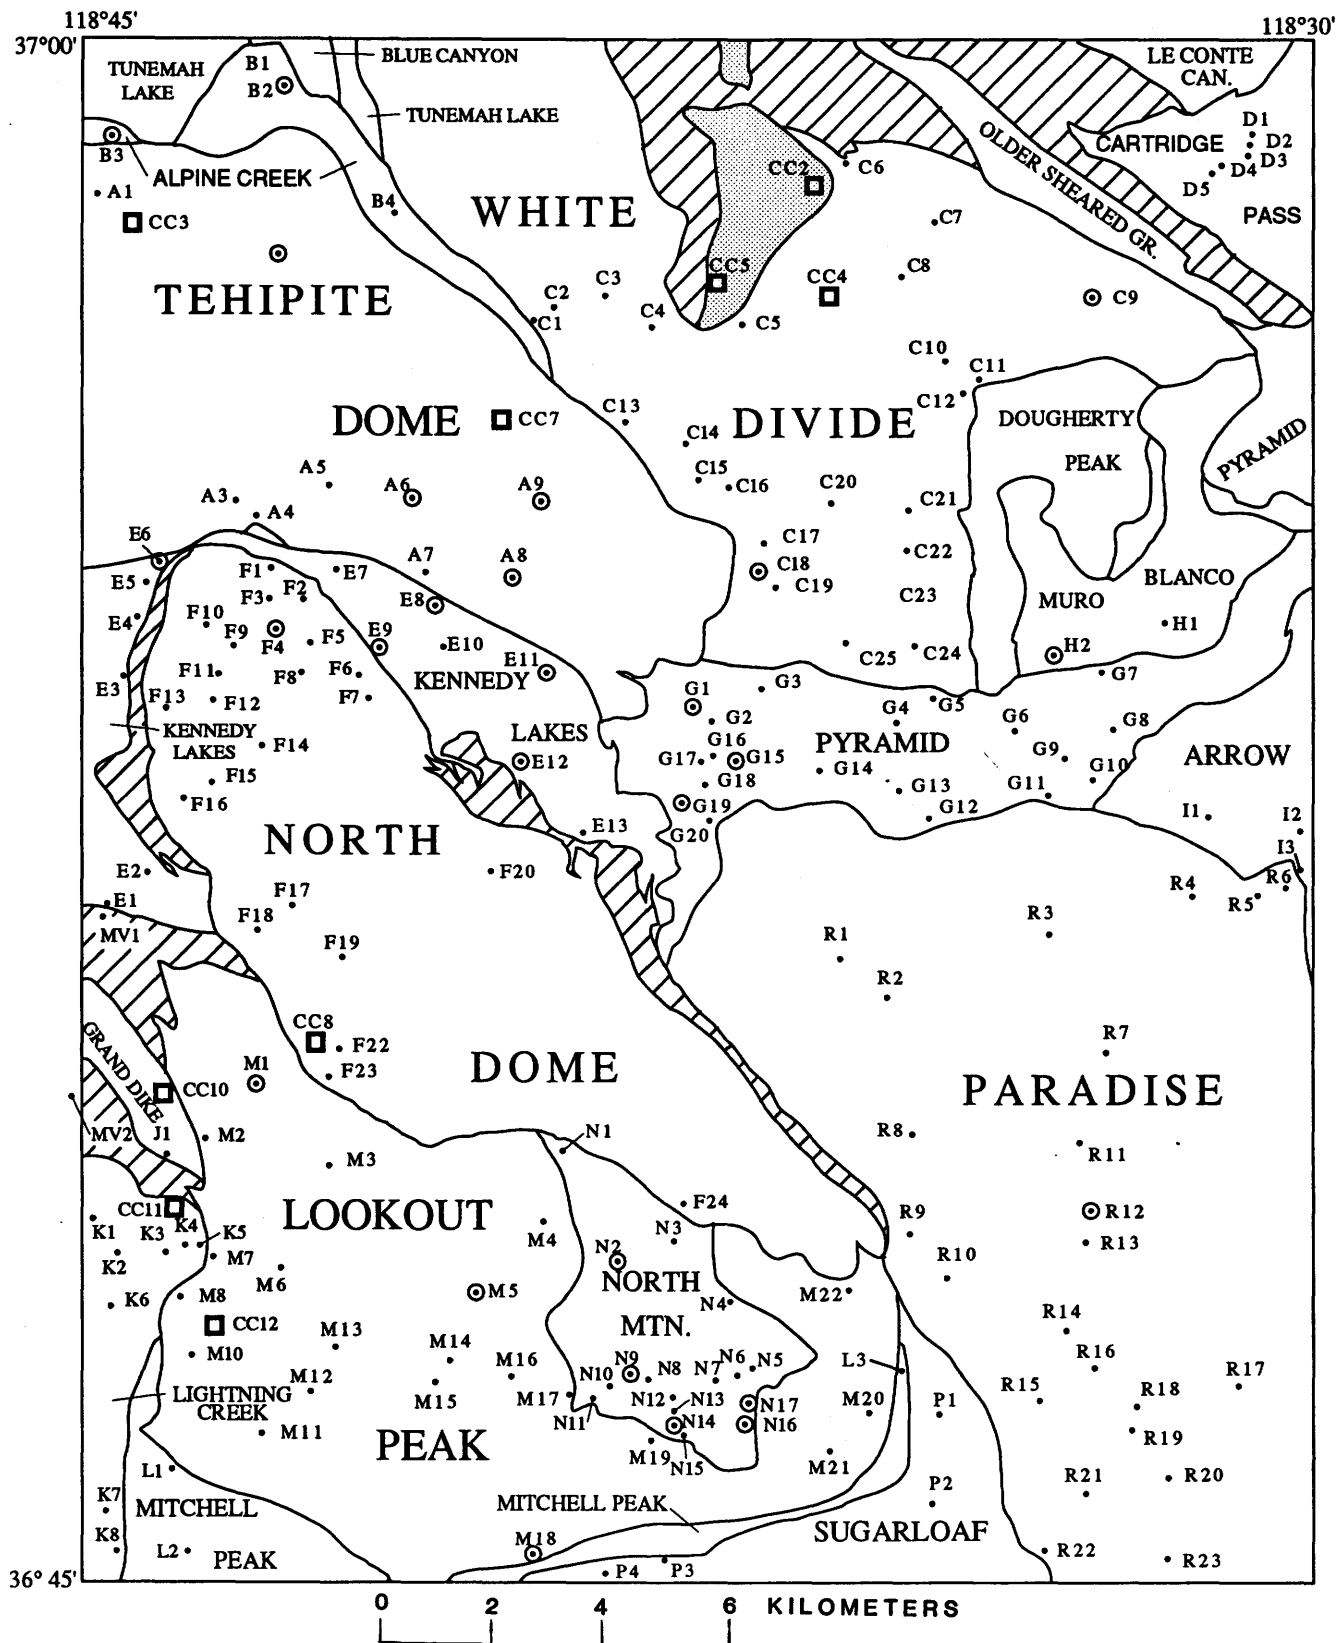 118°45'
118°30'
37°00'
BLUE CANYON
LE CONTE
CAN.
TUNEMAH
LAKE
B1
B2
TUNEMAH LAKE
D1
CARTRIDGE
D2
D3
D4
D5
B3
OLDER SHEARED GR.
ALPINE CREEK
CC2
C6
A1
B4
WHITE
PASS
CC3
C7
CC5
CC4
C8
C9
TEHIPITE
C3
C2
C1
C4
C5
C10
C11
C12
DOME
CC7
C13
DIVIDE
DOUGHERTY
C14
PEAK
PYRAMID
A5
C15
C16
A3
A6
A9
C20
C21
A4
E6
C17
A7
A8
C22
C18
E5
F1
E7
BLANCO
C19
F3
F2
E8
C23
MURO
E4
F10
F9
F4
F5
E9
E10
H1
H2
C25
C24
E11
E3
F11
F8
F6
KENNEDY
G7
F13
F12
F7
G1
G3
G2
G4
G5
G6
G8
KENNEDY
LAKES
LAKES
F14
G16
PYRAMID
ARROW
G17
G15
G9
G14
E12
G10
F15
G18
G13
G11
F16
G19
G12
I1
I2
E13
G20
NORTH
I3
E2
F20
R4
R6
R5
E1
F17
R3
F18
MV1
F19
R1
R2
CC8
GRAND DIKE
F22
R7
M1
F23
DOME
CC10
PARADISE
MV2
J1
M2
N1
R8
R11
M3
CC11
LOOKOUT
F24
R12
K1
K3
K4
K5
M4
N3
R9
R13
K2
M7
N2
R10
M6
NORTH
K6
M8
M5
N4
M22
CC12
M13
MTN.
R14
M10
M14
M16
N9
N8
N7
N6
N5
L3
R16
R17
M12
N10
LIGHTNING
CREEK
M15
M17
N12
N13
N17
M20
P1
R15
R18
M11
N11
N14
N16
PEAK
M19
N15
M21
R19
L1
R21
R20
K7
MITCHELL
MITCHELL PEAK
P2
SUGARLOAF
K8
L2
PEAK
M18
R22
R23
P4
P3
36° 45'
0 2 4 6 KILOMETERS